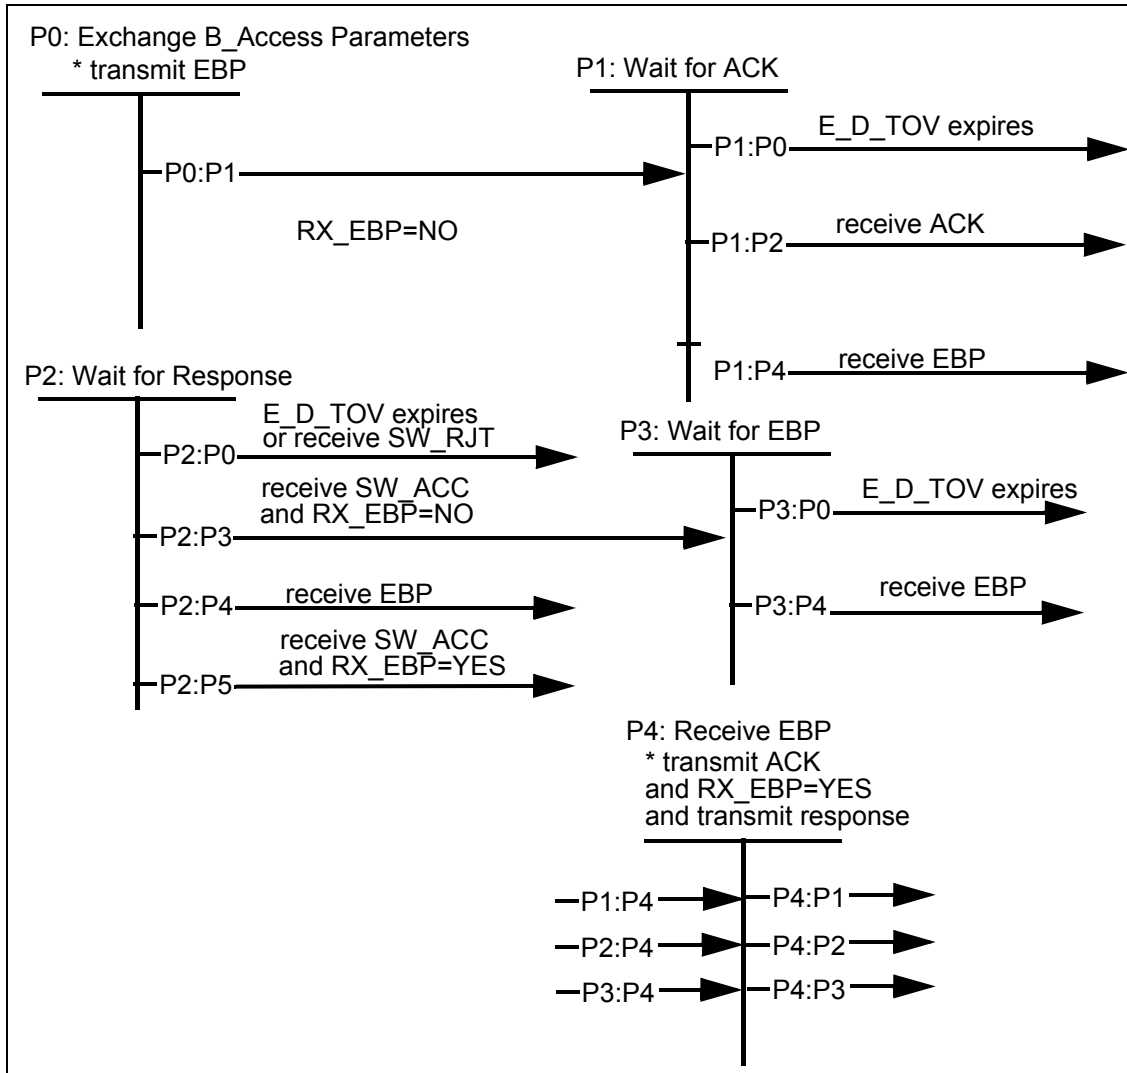 P0: Exchange B_Access Parameters
* transmit EBP
P0:P1
RX_EBP=NO
P1: Wait for ACK
E_D_TOV expires
P1:P0
receive ACK
P1:P2
receive EBP
P1:P4
P2: Wait for Response
E_D_TOV expires
or receive SW_RJT
P2:P0
receive SW_ACC
and RX_EBP=NO
P2:P3
receive EBP
P2:P4
receive SW_ACC
and RX_EBP=YES
P2:P5
P3: Wait for EBP
E_D_TOV expires
P3:P0
receive EBP
P3:P4
P4: Receive EBP
* transmit ACK
and RX_EBP=YES
and transmit response
P1:P4
P4:P1
P2:P4
P4:P2
P3:P4
P4:P3